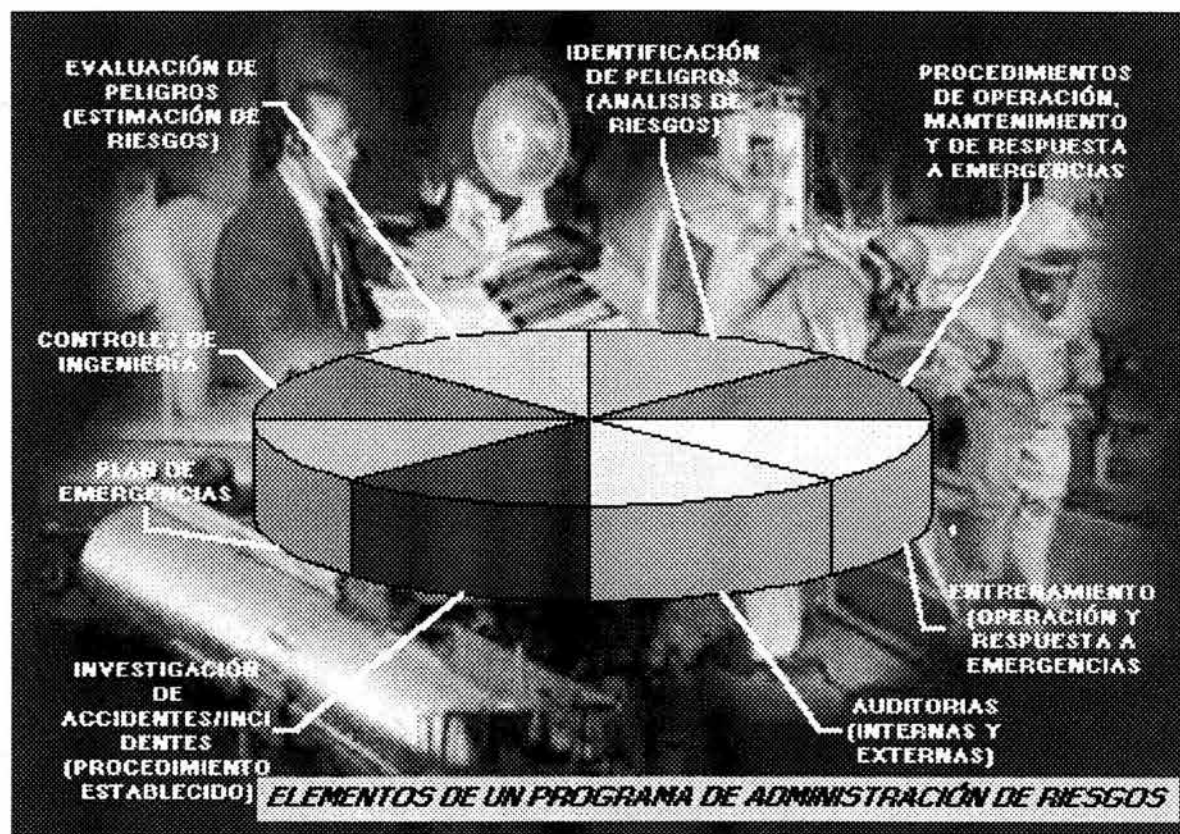 EVALUACIÓN DE
PELIGROS
(ESTIMACIÓN DE
RIESGOS)
IDENTIFICACIÓN
DE PELIGROS
(ANALISIS DE
RIESGOS)
PROCEDIMIENTOS
DE OPERACIÓN,
MANTENIMIENTO
Y DE RESPUESTA
A EMERGENCIAS
CONTROLES DE
INGENIERIA
PLAN DE
EMERGENCIAS
ENTRENAMIENTO
(OPERACIÓN Y
RESPUESTA A
EMERGENCIAS
INVESTIGACIÓN
DE
ACCIDENTES/INCI
DENTES
(PROCEDIMIENTO
ESTABLECIDO)
AUDITORIAS
(INTERNAS Y
EXTERNAS)
ELEMENTOS DE UN PROGRAMA DE ADMINISTRACIÓN DE RIESGOS